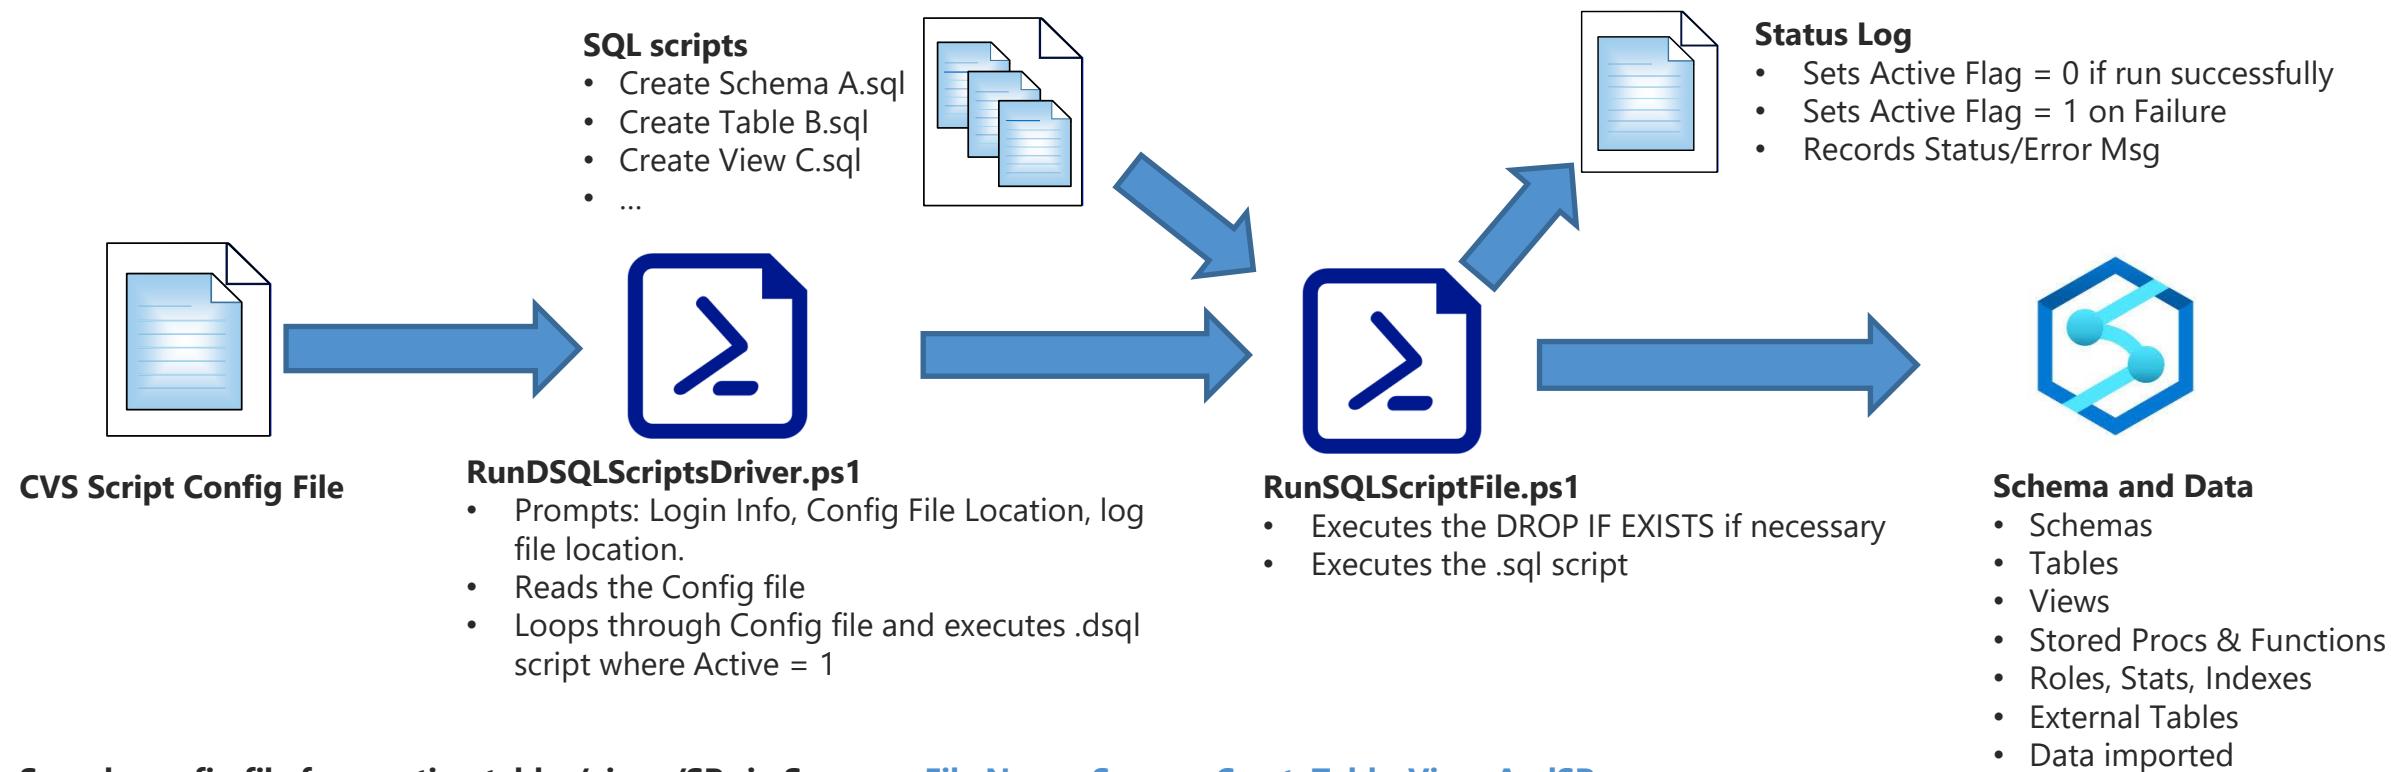 SQL scripts
• Create Schema A.sql
• Create Table B.sql
• Create View C.sql
• ...
Status Log
• Sets Active Flag = 0 if run successfully
• Sets Active Flag = 1 on Failure
• Records Status/Error Msg
CVS Script Config File
RunDSQLScriptsDriver.ps1
• Prompts: Login Info, Config File Location, log
file location.
• Reads the Config file
• Loops through Config file and executes .dsql
script where Active = 1
RunSQLScriptFile.ps1
• Executes the DROP IF EXISTS if necessary
• Executes the .sql script
Schema and Data
• Schemas
• Tables
• Views
• Stored Procs & Functions
• Roles, Stats, Indexes
• External Tables
• Data imported